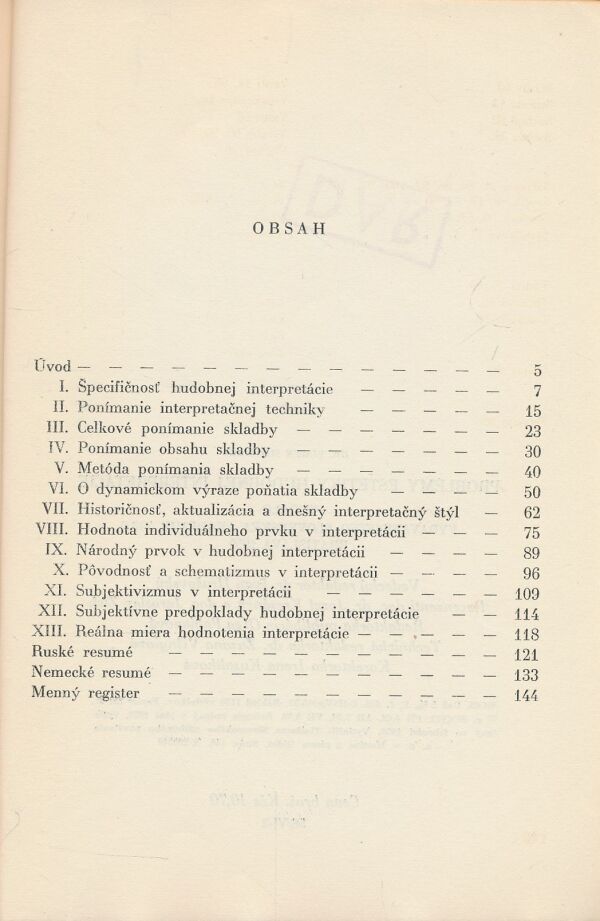 OBSAH
Úvod — — — — — — — — — — — — — — 5
I. Špecifičnosť hudobnej interpretácie — — — — — 7
II. Ponímanie interpretačnej techniky — — — — — 15
III. Celkové ponímanie skladby — — — — — — — 23
IV. Ponímanie obsahu skladby — — — — — — — 30
V. Metóda ponímania skladby — — — — — — — 40
VI. O dynamickom výraze poňatia skladby — — — — 50
VII. Historičnosť, aktualizácia a dnešný interpretačný štýl — 62
VIII. Hodnota individuálneho prvku v interpretácii — — — 75
IX. Národný prvok v hudobnej interpretácii — — — — 89
X. Pôvodnosť a schematizmus v interpretácii — — — — 96
XI. Subjektivizmus v interpretácii — — — — — — 109
XII. Subjektívne predpoklady hudobnej interpretácie — — — 114
XIII. Reálna miera hodnotenia interpretácie — — — — — 118
Ruské resumé — — — — — — — — — — — 121
Nemecké resumé — — — — — — — — — — — 133
Menný register — — — — — — — — — — — 144